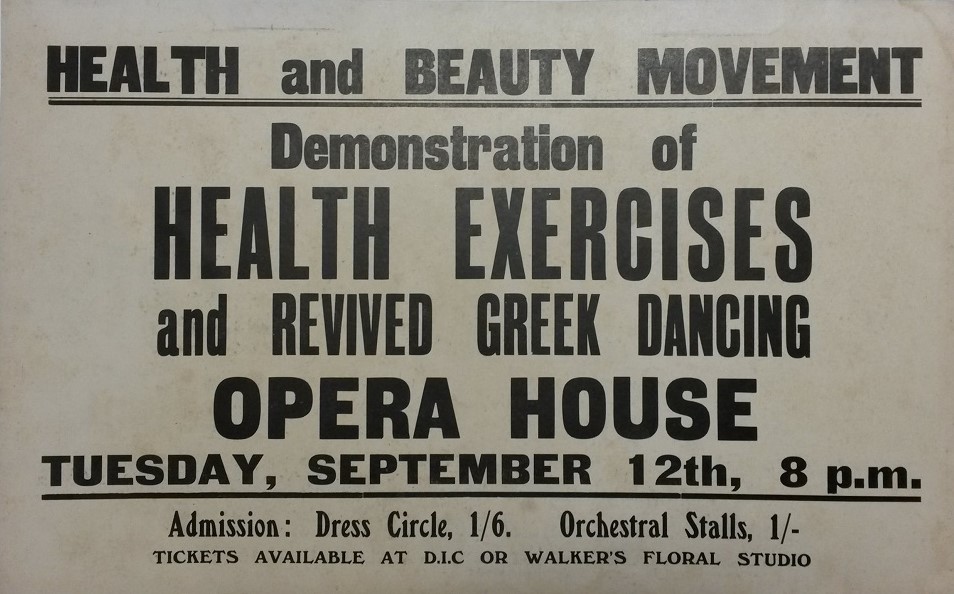 HEALTH and BEAUTY MOVEMENT
Demonstration of
HEALTH EXERCISES
and REVIVED GREEK DANCING
OPERA HOUSE
TUESDAY, SEPTEMBER 12th, 8 p.m.
Admission: Dress Circle, 1/6. Orchestral Stalls, 1/-
TICKETS AVAILABLE AT D.I.C OR WALKER'S FLORAL STUDIO